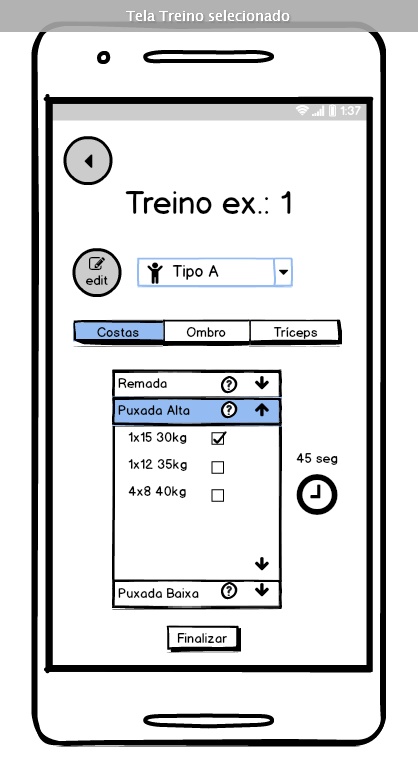 Tela Treino selecionado
1:37
Treino ex.: 1
edit
Tipo A
Costas Ombro Tríceps
Remada ?
Puxada Alta ?
1x15 30kg
1x12 35kg
4x8 40kg
45 seg
Puxada Baixa ?
Finalizar